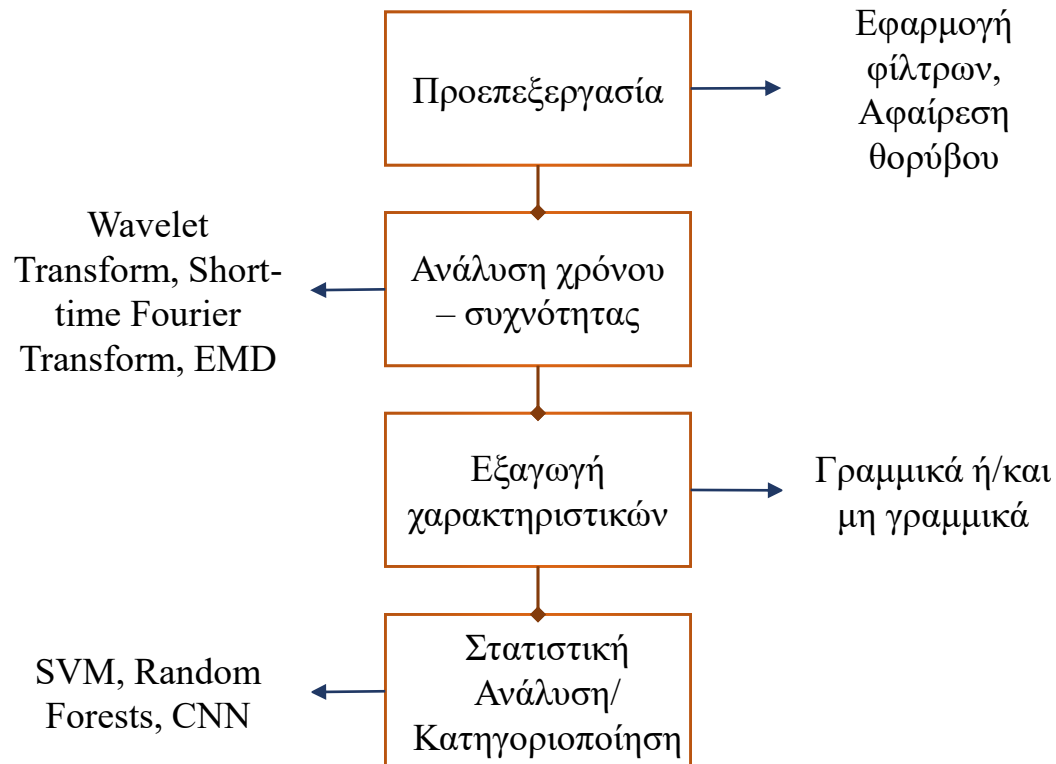 Προεπεξεργασία
Εφαρμογή
φίλτρων,
Αφαίρεση
θορύβου
Wavelet
Transform, Short-
time Fourier
Transform, EMD
Ανάλυση χρόνου
– συχνότητας
Εξαγωγή
χαρακτηριστικών
Γραμμικά ή/και
μη γραμμικά
SVM, Random
Forests, CNN
Στατιστική
Ανάλυση/
Κατηγοριοποίηση